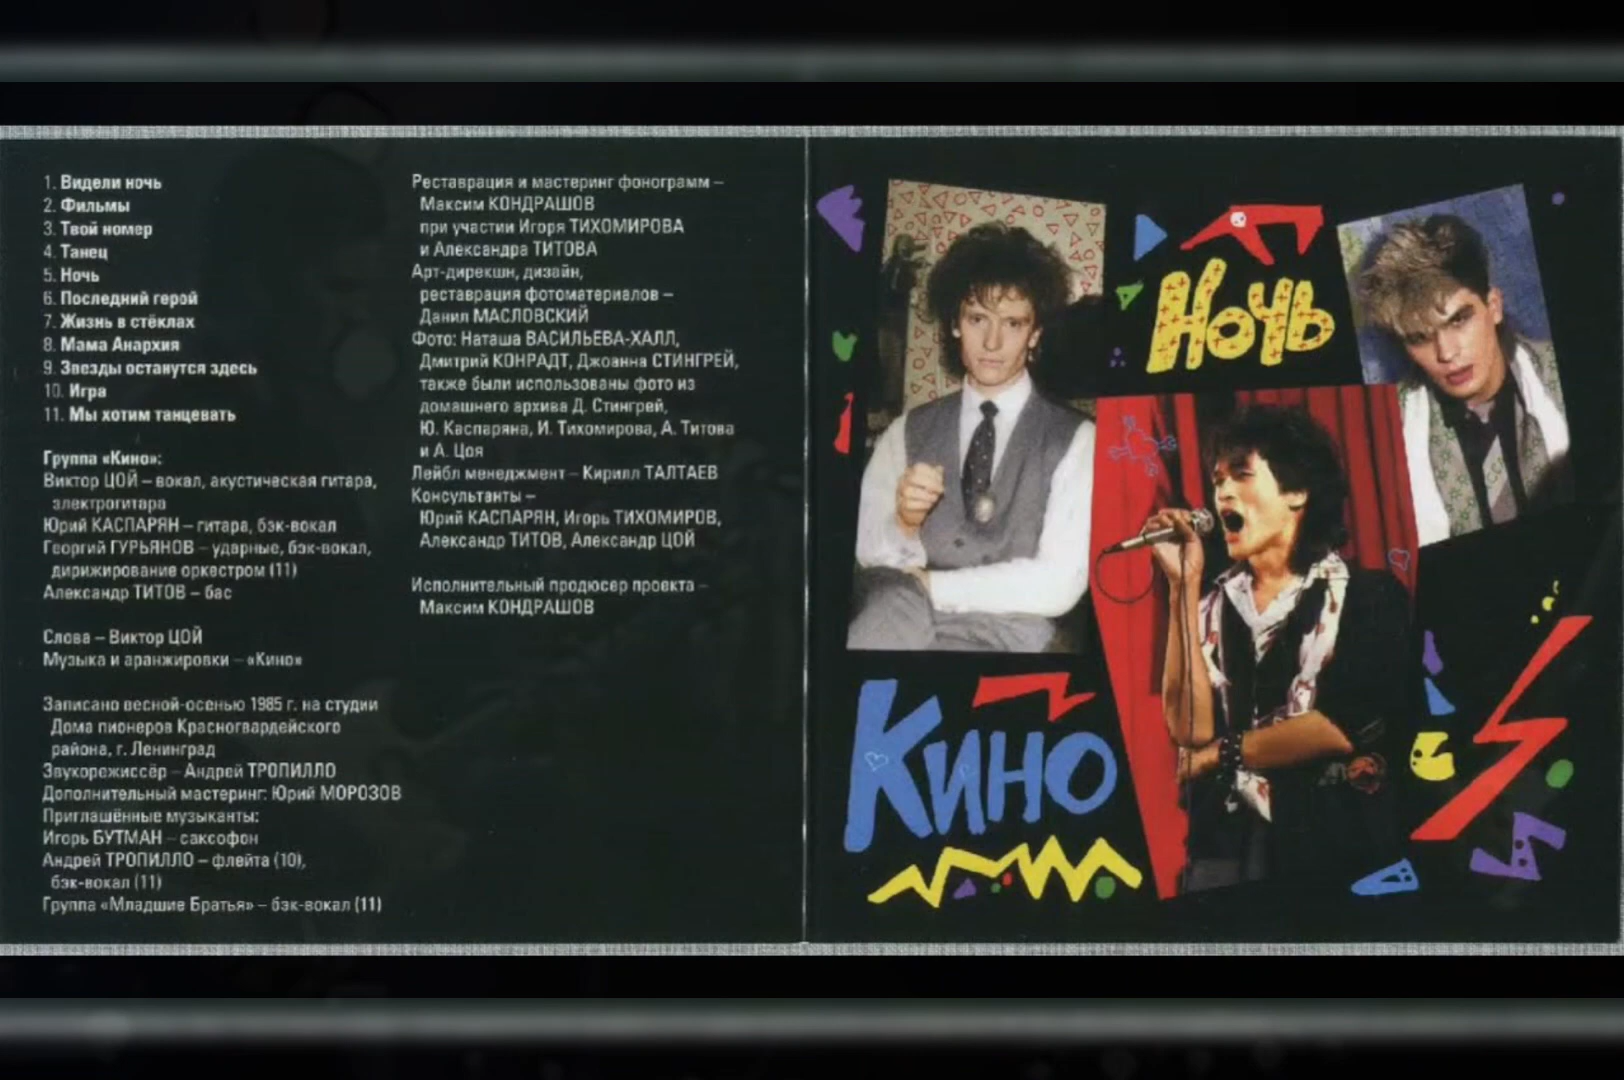 1. Видели ночь
2. Фильмы
3. Твой номер
4. Танец
5. Ночь
6. Последний герой
7. Жизнь в стёклах
8. Мама Анархия
9. Звезды останутся здесь
10. Игра
11. Мы хотим танцевать
Группа «Кино»:
Виктор ЦОЙ – вокал, акустическая гитара,
электрогитара
Юрий КАСПАРЯН – гитара, бэк-вокал
Георгий ГУРЬЯНОВ – ударные, бэк-вокал,
дирижирование оркестром (11)
Александр ТИТОВ – бас
Слова – Виктор ЦОЙ
Музыка и аранжировки – «Кино»
Записано весной-осенью 1985 г. на студии
Дома пионеров Красногвардейского
района, г. Ленинград
Звукорежиссёр – Андрей ТРОПИЛЛО
Дополнительный мастеринг: Юрий МОРОЗОВ
Приглашённые музыканты:
Игорь БУТМАН – саксофон
Андрей ТРОПИЛЛО – флейта (10),
бэк-вокал (11)
Группа «Младшие Братья» – бэк-вокал (11)
Реставрация и мастеринг фонограмм –
Максим КОНДРАШОВ
при участии Игоря ТИХОМИРОВА
и Александра ТИТОВА
Арт-дирекшн, дизайн,
реставрация фотоматериалов –
Данил МАСЛОВСКИЙ
Фото: Наташа ВАСИЛЬЕВА-ХАЛЛ,
Дмитрий КОНРАДТ, Джоанна СТИНГРЕЙ,
также были использованы фото из
домашнего архива Д. Стингрей,
Ю. Каспаряна, И. Тихомирова, А. Титова
и А. Цоя
Лейбл менеджмент – Кирилл ТАЛТАЕВ
Консультанты –
Юрий КАСПАРЯН, Игорь ТИХОМИРОВ,
Александр ТИТОВ, Александр ЦОЙ
Исполнительный продюсер проекта –
Максим КОНДРАШОВ
Ночь
Кино